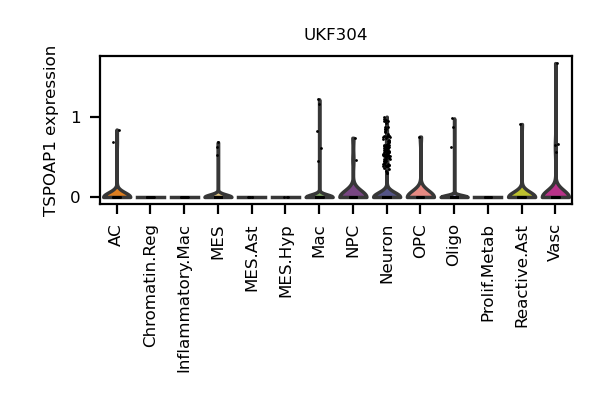 UKF304
TSPOAP1 expression
1
0
AC
Chromatin.Reg
Inflammatory.Mac
MES
MES.Ast
MES.Hyp
Mac
NPC
Neuron
OPC
Oligo
Prolif.Metab
Reactive.Ast
Vasc